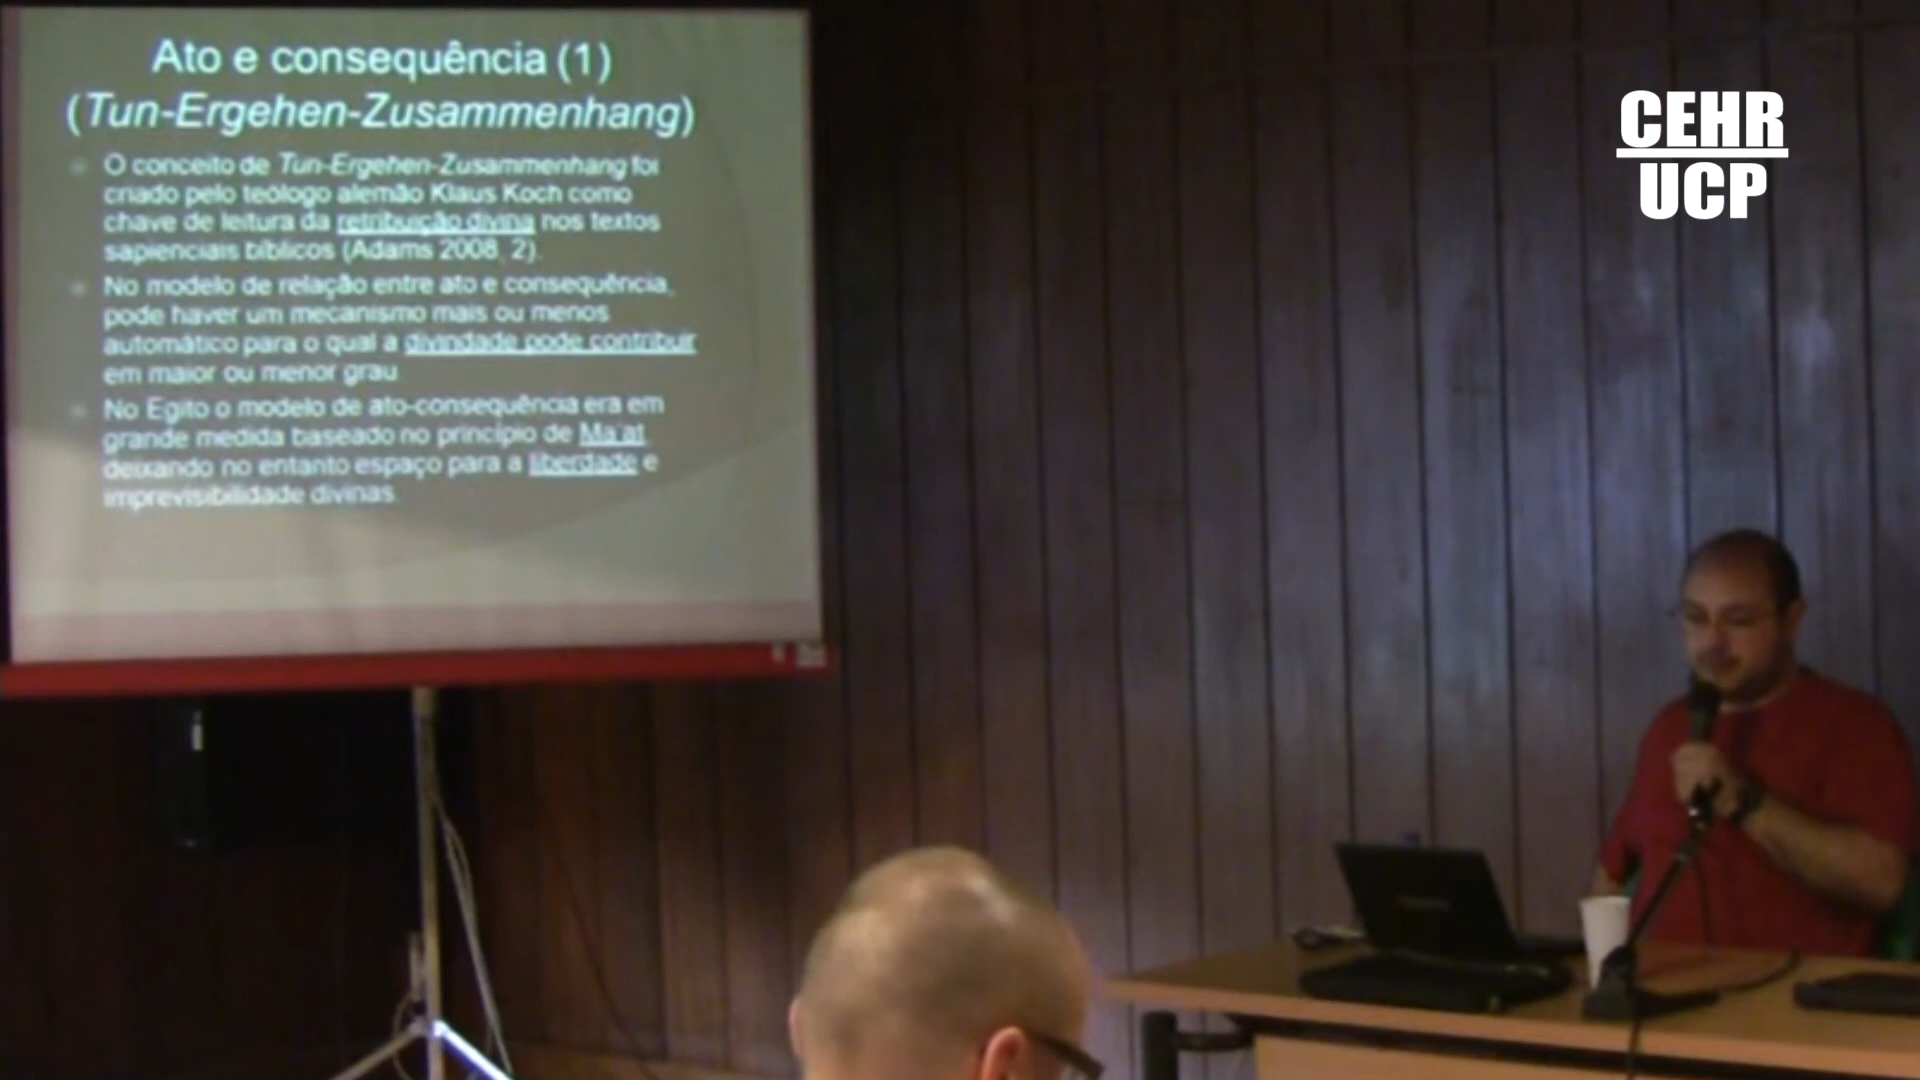 Ato e consequência (1)
(Tun-Ergehen-Zusammenhang)
O conceito de Tun-Ergehen-Zusammenhang foi
criado pelo teólogo alemão Klaus Koch como
chave de leitura da retribuição divina nos textos
sapienciais bíblicos (Adams 2008, 2).
No modelo de relação entre ato e consequência,
pode haver um mecanismo mais ou menos
automático para o qual a divindade pode contribuir
em maior ou menor grau.
No Egito o modelo de ato-consequência era em
grande medida baseado no princípio de Ma'at,
deixando no entanto espaço para a liberdade e
imprevisibilidade divinas.
CEHR
UCP